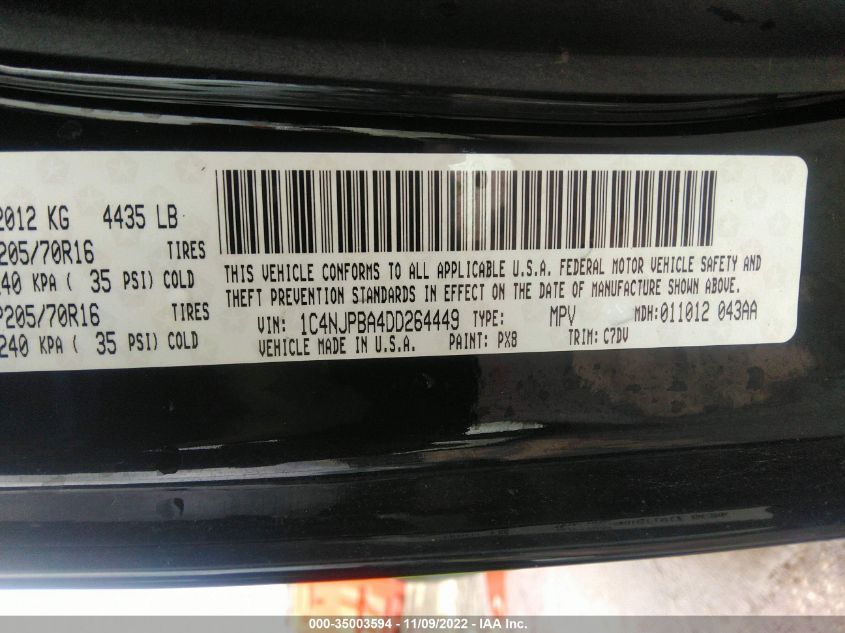 2012 KG 4435 LB
205/70R16 TIRES
240 KPA ( 35 PSI) COLD
P205/70R16 TIRES
240 KPA ( 35 PSI) COLD
THIS VEHICLE CONFORMS TO ALL APPLICABLE U.S.A. FEDERAL MOTOR VEHICLE SAFETY AND
THEFT PREVENTION STANDARDS IN EFFECT ON THE DATE OF MANUFACTURE SHOWN ABOVE.
VIN: 1C4NJPBA4DD264449 TYPE: MPV MDH:011012 043AA
VEHICLE MADE IN U.S.A. PAINT: PX8 TRIM: C7DV
000-35003594 - 11/09/2022 - IAA Inc.